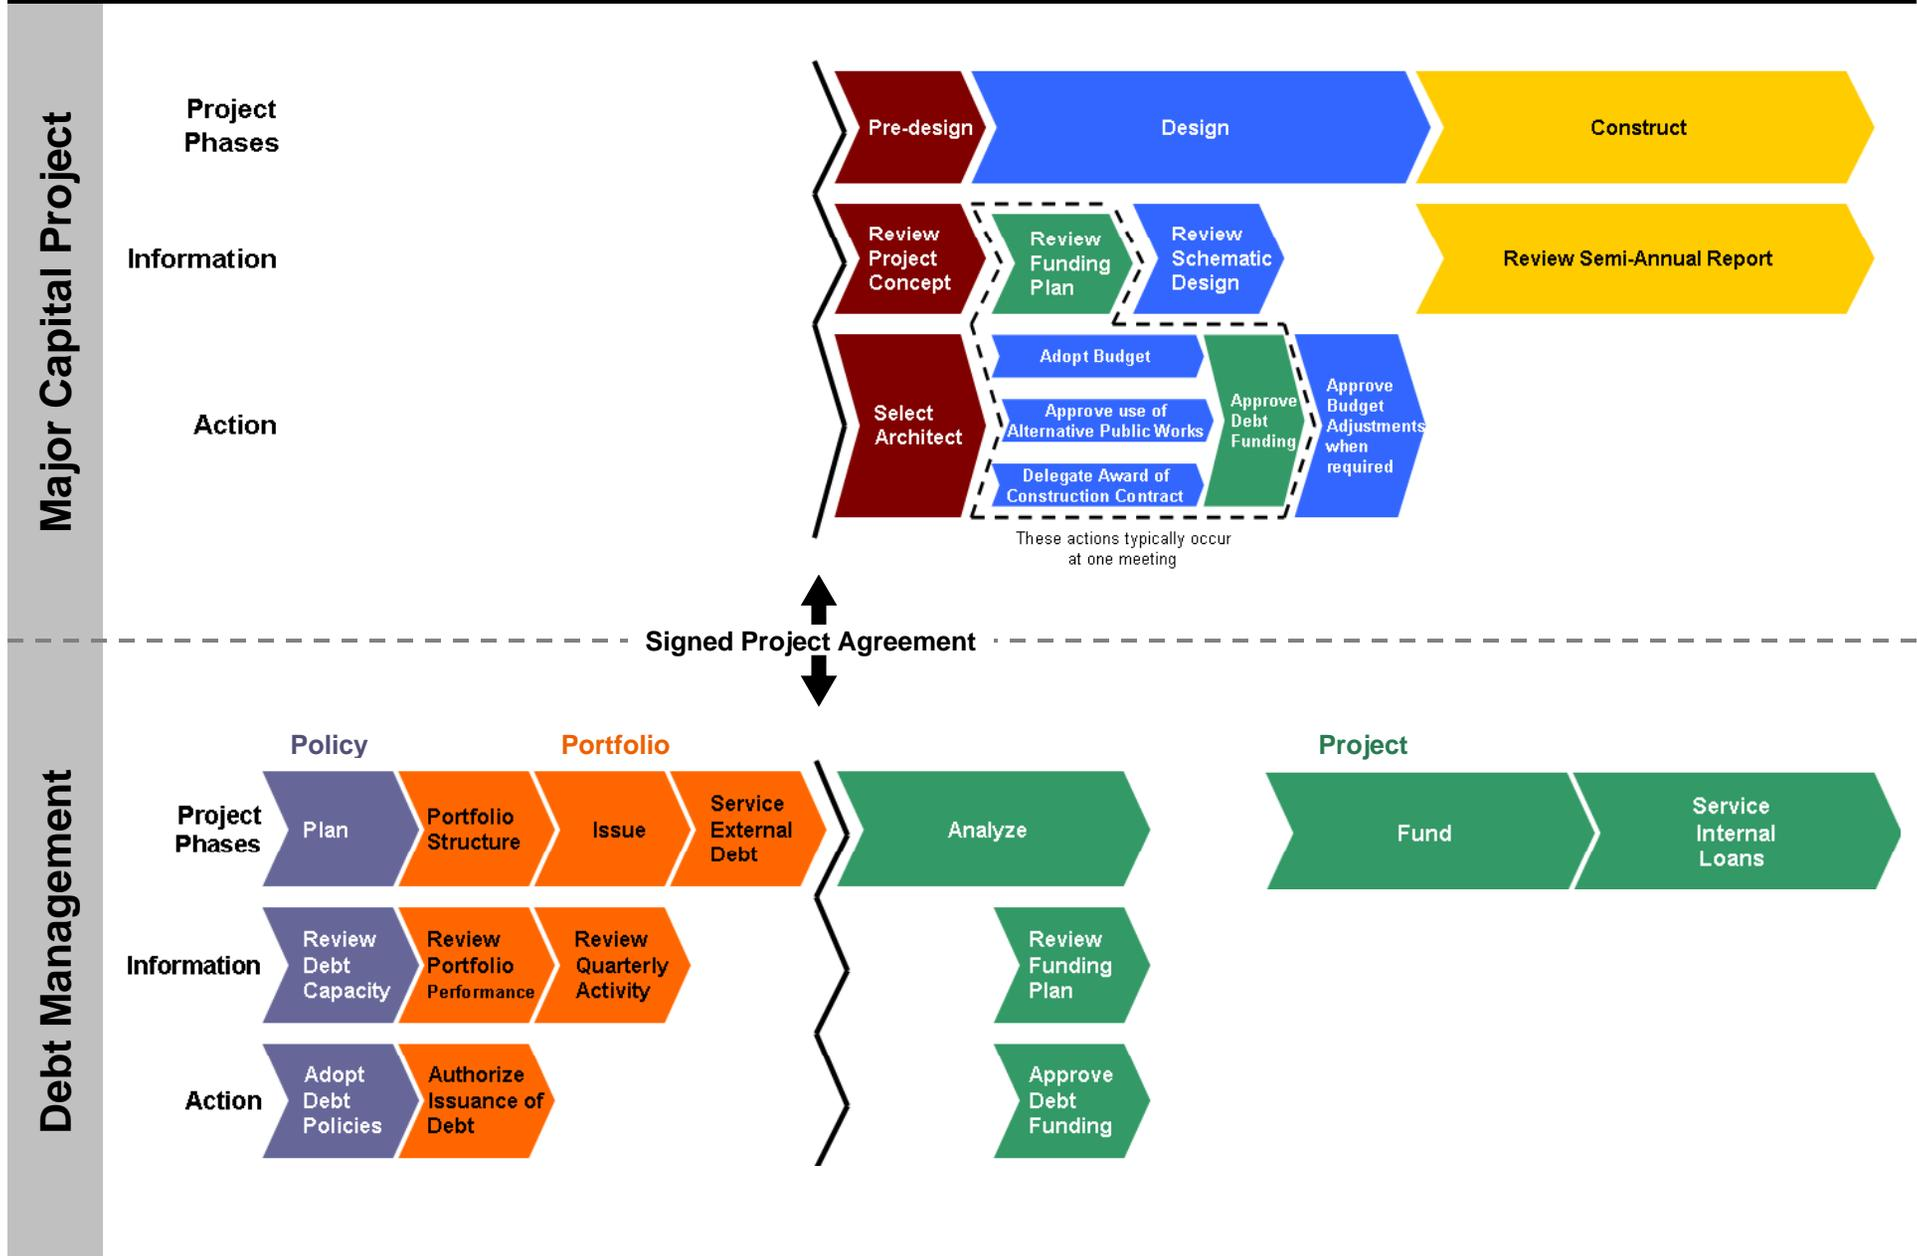 Major Capital Project
Project
Phases
Pre-design
Design
Construct
Information
Review
Project
Concept
Review
Funding
Plan
Review
Schematic
Design
Review Semi-Annual Report
Action
Select
Architect
Adopt Budget
Approve use of
Alternative Public Works
Delegate Award of
Construction Contract
Approve
Debt
Funding
Approve
Budget
Adjustments
when
required
These actions typically occur
at one meeting
Signed Project Agreement
Debt Management
Policy
Portfolio
Project
Project
Phases
Plan
Portfolio
Structure
Issue
Service
External
Debt
Analyze
Fund
Service
Internal
Loans
Information
Review
Debt
Capacity
Review
Portfolio
Performance
Review
Quarterly
Activity
Review
Funding
Plan
Action
Adopt
Debt
Policies
Authorize
Issuance of
Debt
Approve
Debt
Funding